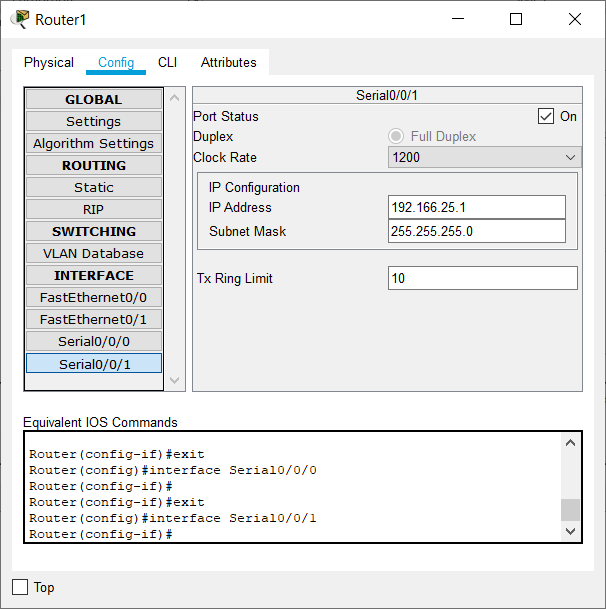 Router1
Physical Config CLI Attributes
GLOBAL
Settings
Algorithm Settings
ROUTING
Static
RIP
SWITCHING
VLAN Database
INTERFACE
FastEthernet0/0
FastEthernet0/1
Serial0/0/0
Serial0/0/1
Serial0/0/1
Port Status On
Duplex Full Duplex
Clock Rate 1200
IP Configuration
IP Address 192.166.25.1
Subnet Mask 255.255.255.0
Tx Ring Limit 10
Equivalent IOS Commands
Router(config-if)#exit
Router(config)#interface Serial0/0/0
Router(config-if)#
Router(config-if)#exit
Router(config)#interface Serial0/0/1
Router(config-if)#
Top